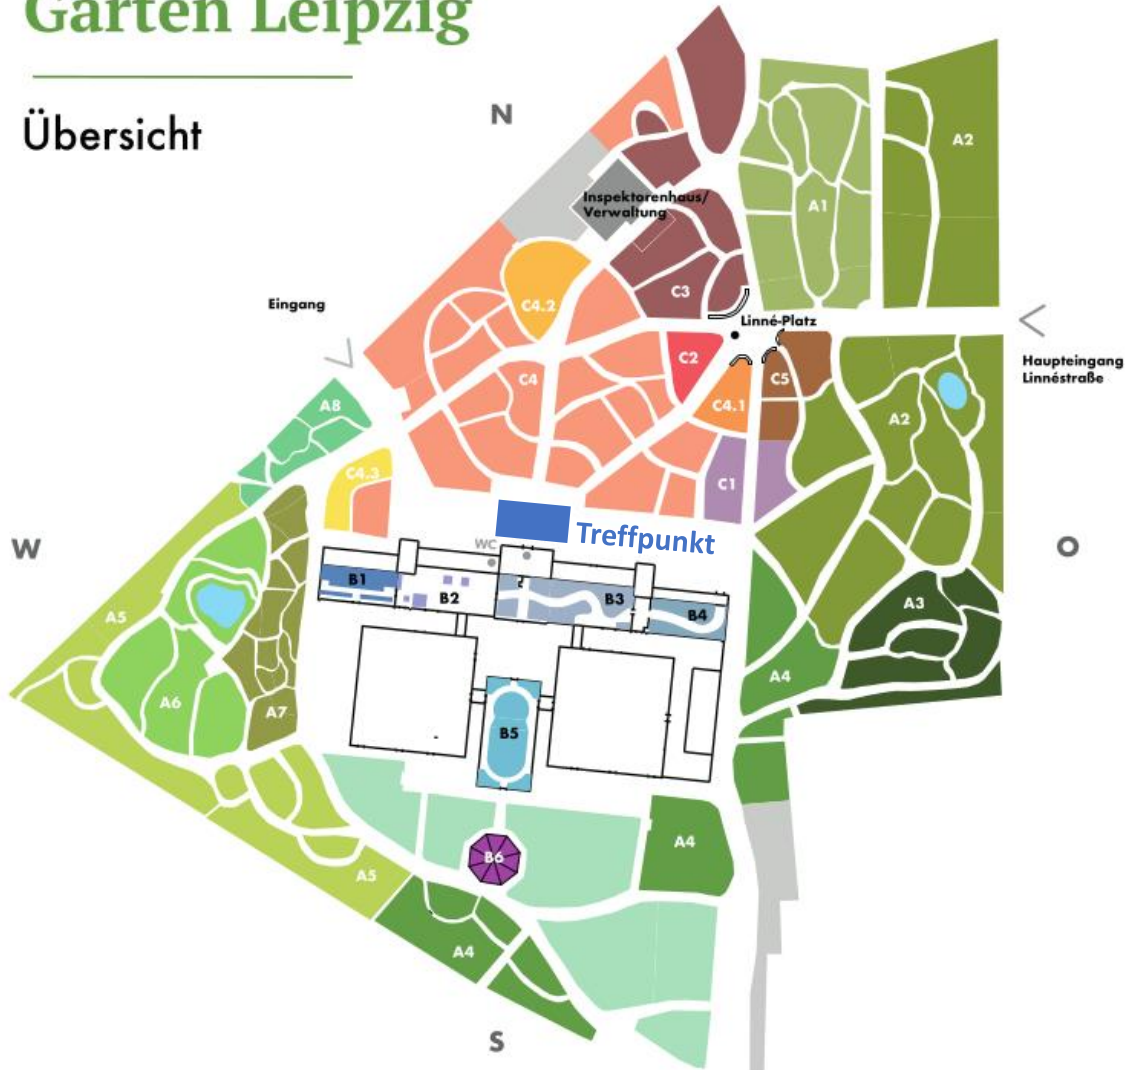 Garten Leipzig
Übersicht
N
A2
Inspektorenhaus/
Verwaltung
A1
C3
Eingang
C4.2
Linné-Platz
Haupteingang
Linnéstraße
C2
C4
C5
C4.1
A8
A2
C4.3
C1
Treffpunkt
W
WC
O
B1
B2
B3
B4
A3
A5
A6
A7
A4
B5
B6
A4
A5
A4
S